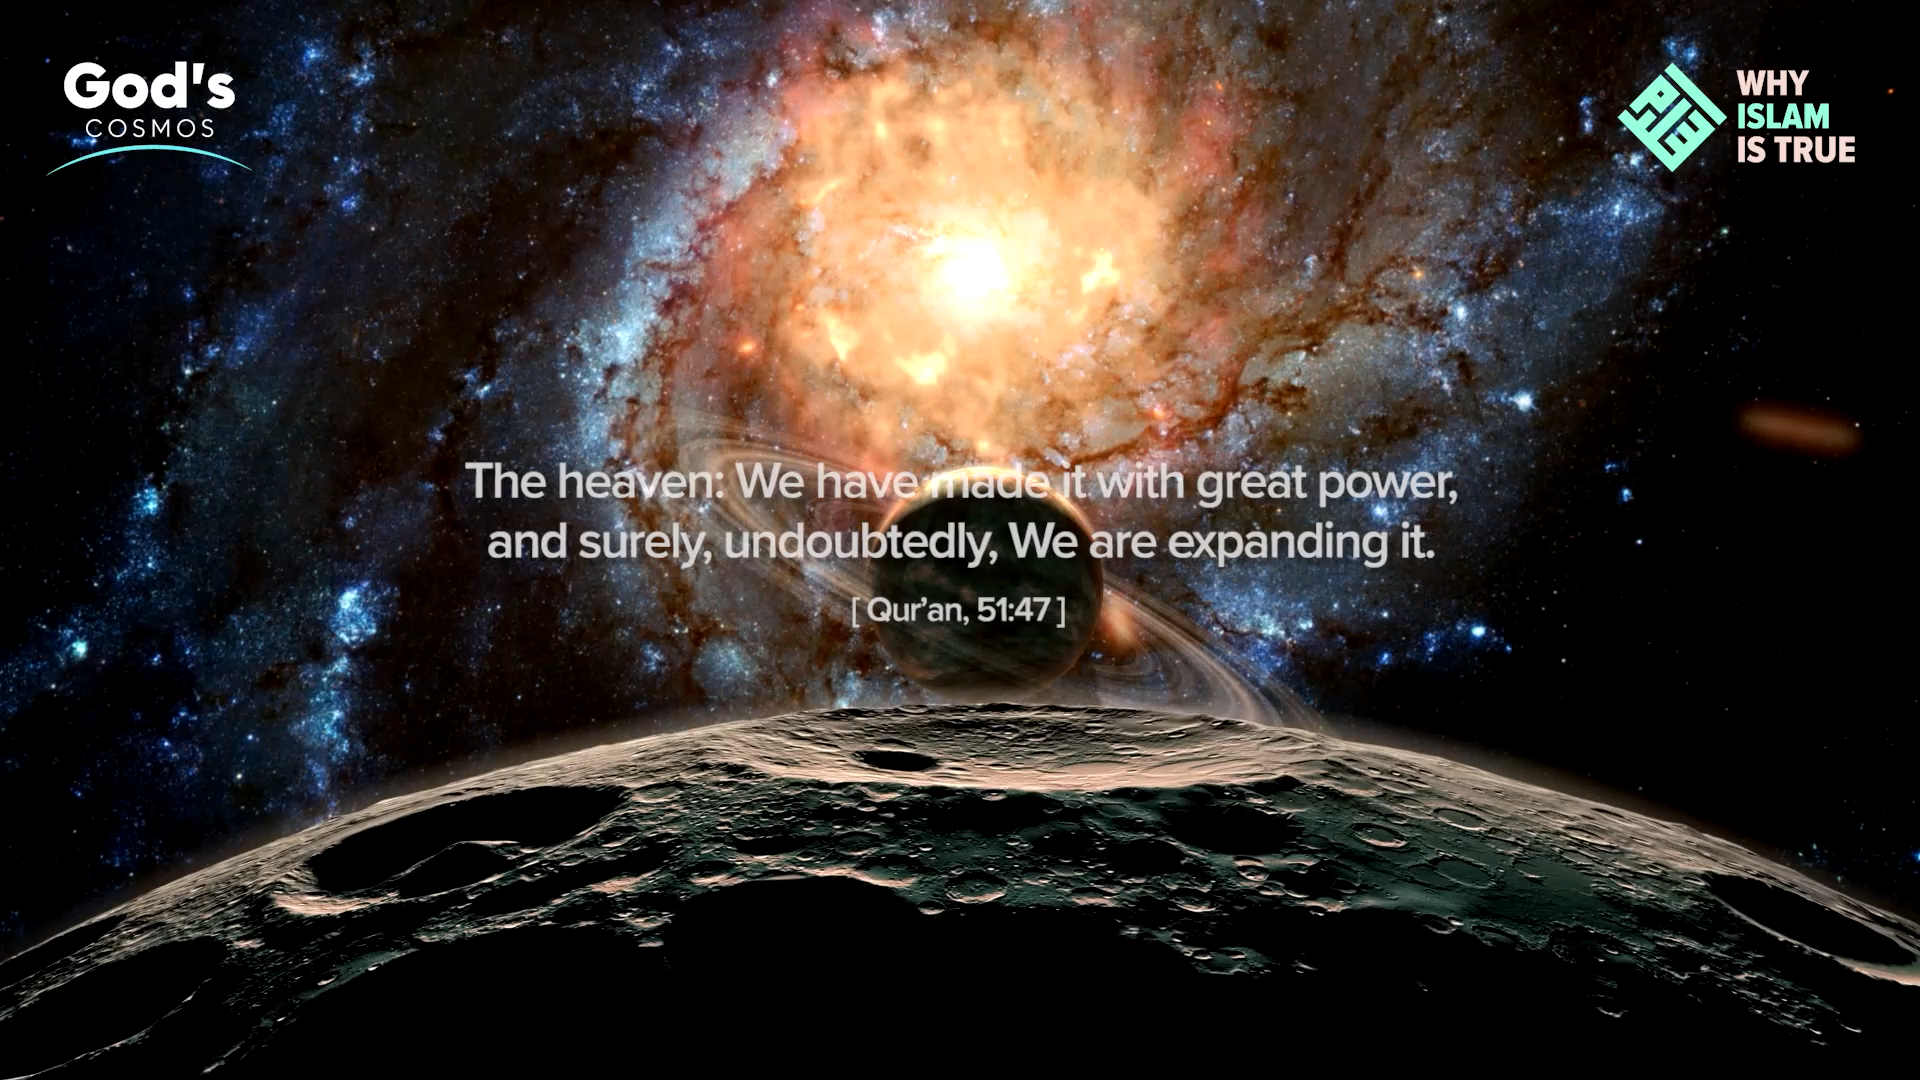 God's
COSMOS
WHY
ISLAM
IS TRUE
The heaven: We have made it with great power,
and surely, undoubtedly, We are expanding it.
[ Qur’an, 51:47 ]